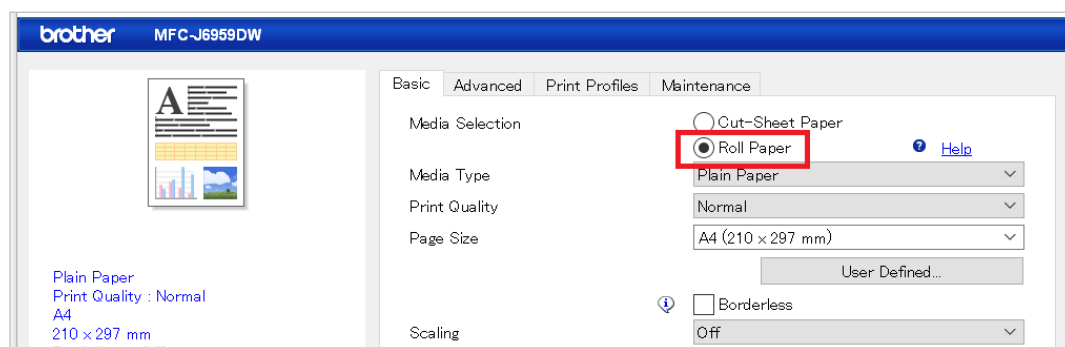 brother MFC-J6959DW
Basic Advanced Print Profiles Maintenance
Media Selection Cut-Sheet Paper
Roll Paper Help
Media Type Plain Paper
Print Quality Normal
Page Size A4 (210 × 297 mm)
User Defined...
Borderless
Scaling Off
A
Plain Paper
Print Quality : Normal
A4
210 × 297 mm